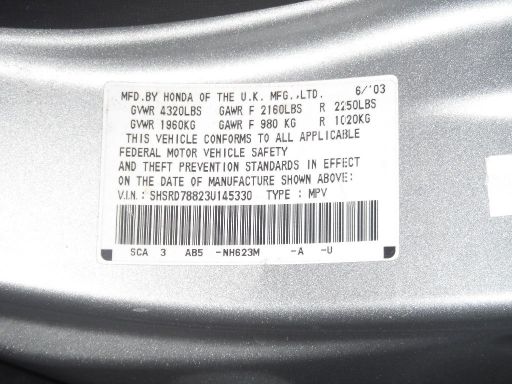 MFD.BY HONDA OF THE U.K. MFG.,LTD. 6/'03
GVWR 4320LBS GAWR F 2160LBS R 2250LBS
GVWR 1960KG GAWR F 980 KG R 1020KG
THIS VEHICLE CONFORMS TO ALL APPLICABLE
FEDERAL MOTOR VEHICLE SAFETY
AND THEFT PREVENTION STANDARDS IN EFFECT
ON THE DATE OF MANUFACTURE SHOWN ABOVE:
V.I.N.: SHSRD78823U145330 TYPE : MPV
SCA 3 AB5 -NH623M -A -U